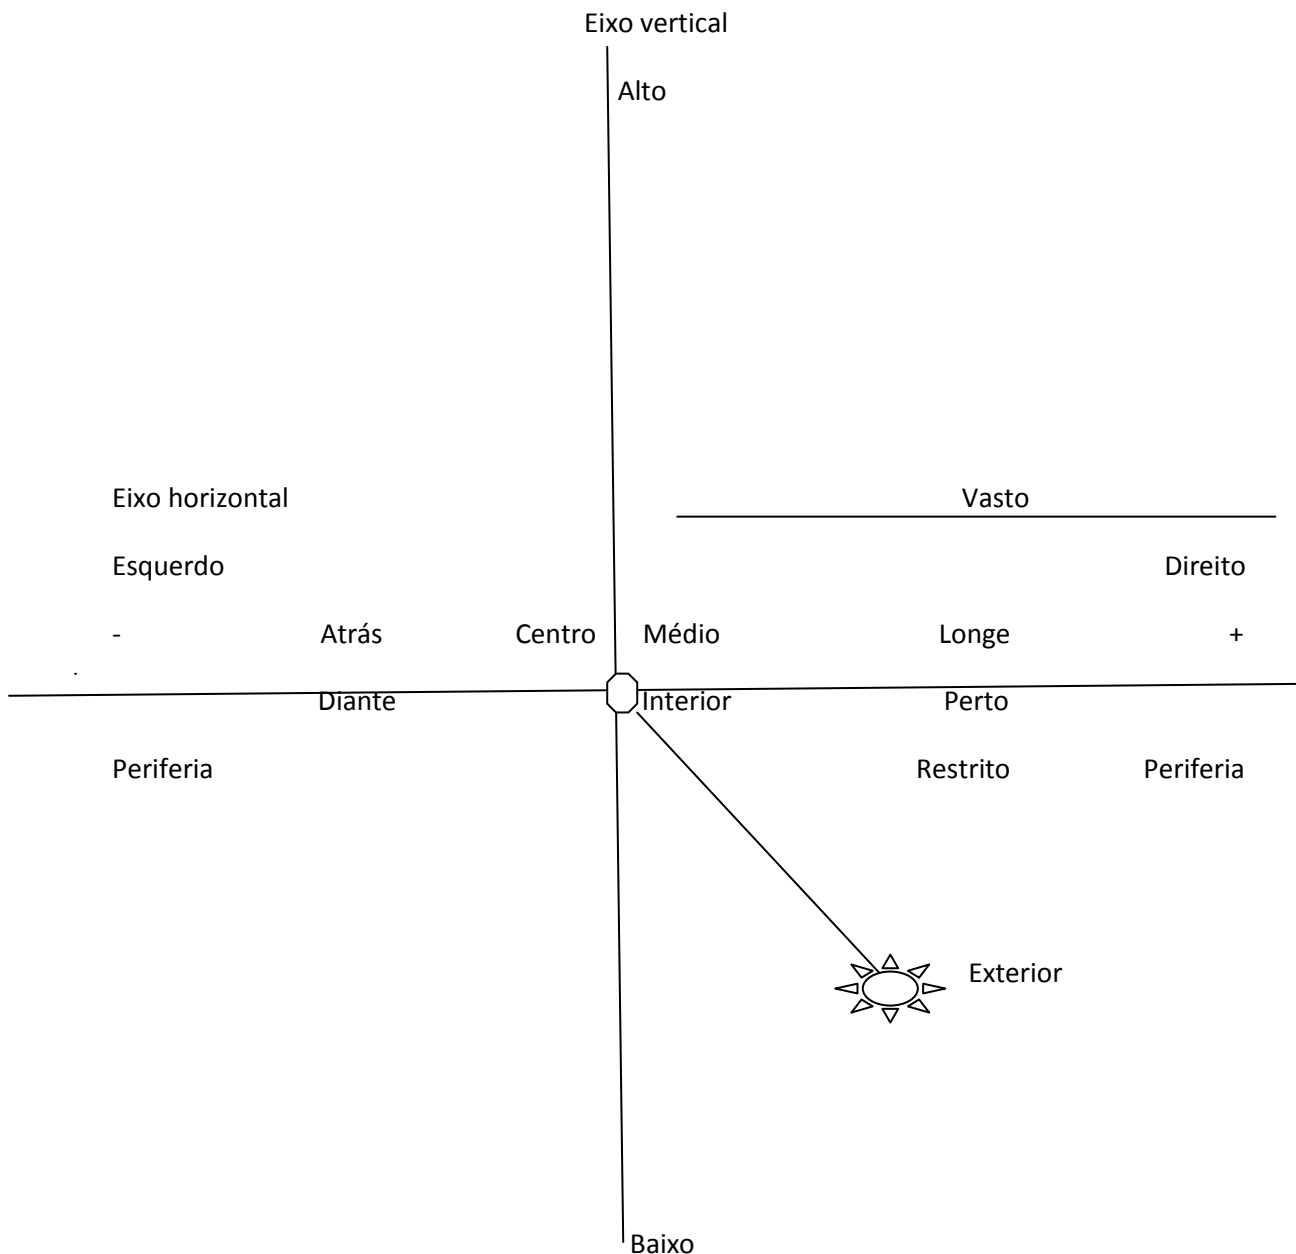 Eixo vertical
Alto
Eixo horizontal Vasto
Esquerdo Direito
- Atrás Centro Médio Longe +
Diante Interior Perto
Periferia Restrito Periferia
Exterior
Baixo